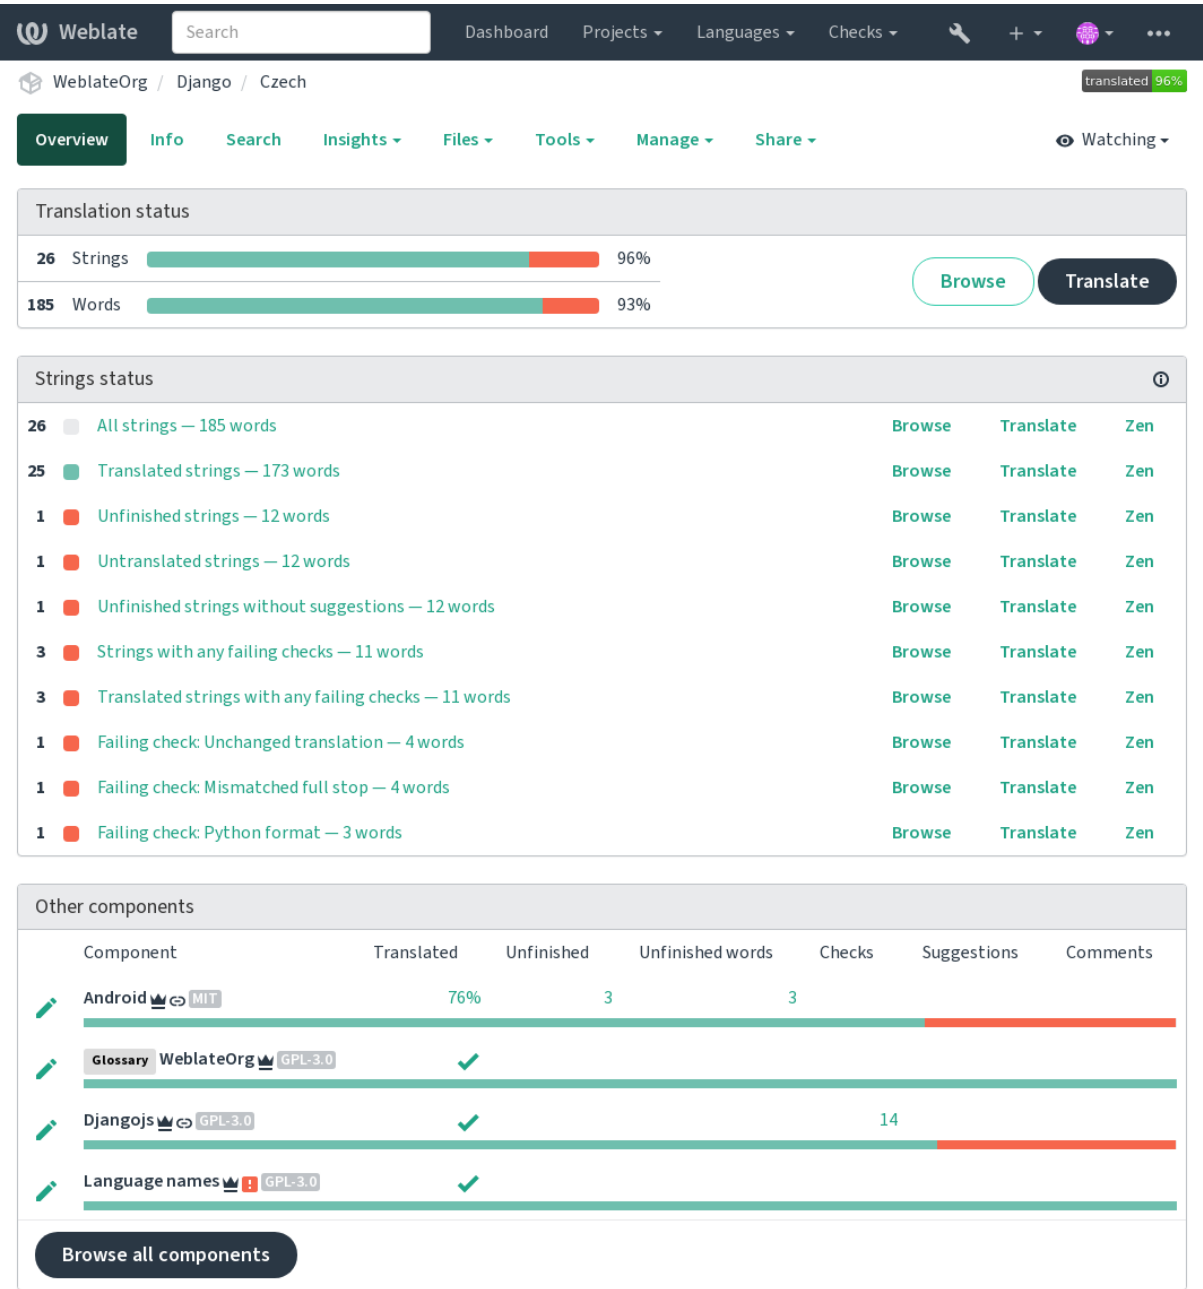 Weblate Search Dashboard Projects Languages Checks
WeblateOrg / Django / Czech translated 96%
Overview Info Search Insights Files Tools Manage Share Watching
Translation status
26 Strings 96%
Browse Translate
185 Words 93%
Strings status
26 All strings — 185 words Browse Translate Zen
25 Translated strings — 173 words Browse Translate Zen
1 Unfinished strings — 12 words Browse Translate Zen
1 Untranslated strings — 12 words Browse Translate Zen
1 Unfinished strings without suggestions — 12 words Browse Translate Zen
3 Strings with any failing checks — 11 words Browse Translate Zen
3 Translated strings with any failing checks — 11 words Browse Translate Zen
1 Failing check: Unchanged translation — 4 words Browse Translate Zen
1 Failing check: Mismatched full stop — 4 words Browse Translate Zen
1 Failing check: Python format — 3 words Browse Translate Zen
Other components
Component Translated Unfinished Unfinished words Checks Suggestions Comments
Android MIT 76% 3 3
Glossary WeblateOrg GPL-3.0
Djangojs GPL-3.0 14
Language names GPL-3.0
Browse all components